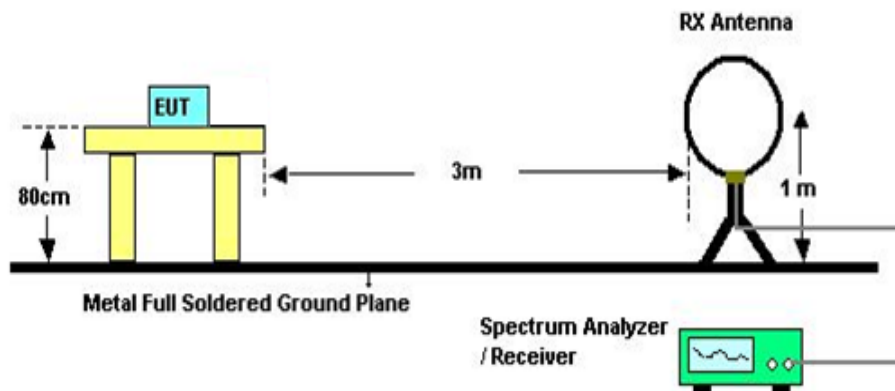 RX Antenna
EUT
80cm
3m
1 m
Metal Full Soldered Ground Plane
Spectrum Analyzer
/ Receiver